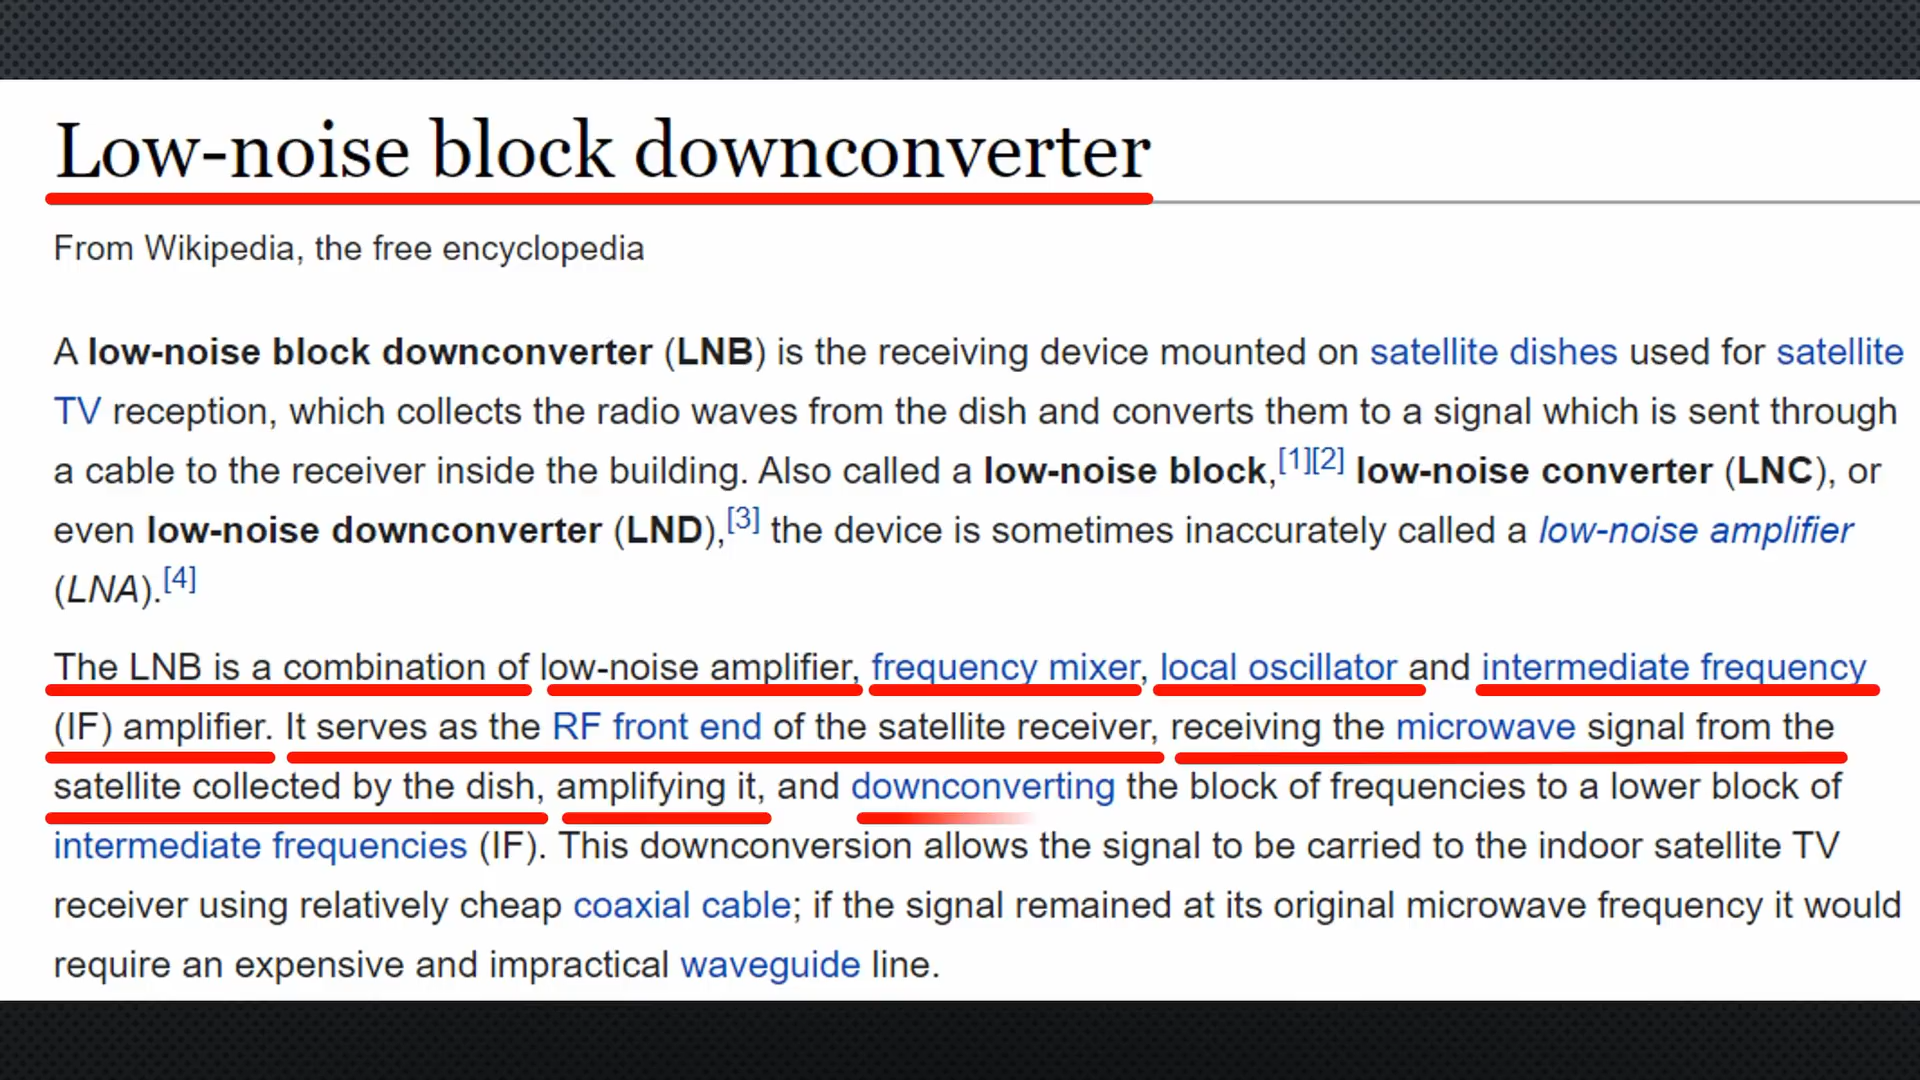 Low-noise block downconverter
From Wikipedia, the free encyclopedia
A low-noise block downconverter (LNB) is the receiving device mounted on satellite dishes used for satellite
TV reception, which collects the radio waves from the dish and converts them to a signal which is sent through
a cable to the receiver inside the building. Also called a low-noise block,[1][2] low-noise converter (LNC), or
even low-noise downconverter (LND),[3] the device is sometimes inaccurately called a low-noise amplifier
(LNA).[4]
The LNB is a combination of low-noise amplifier, frequency mixer, local oscillator and intermediate frequency
(IF) amplifier. It serves as the RF front end of the satellite receiver, receiving the microwave signal from the
satellite collected by the dish, amplifying it, and downconverting the block of frequencies to a lower block of
intermediate frequencies (IF). This downconversion allows the signal to be carried to the indoor satellite TV
receiver using relatively cheap coaxial cable; if the signal remained at its original microwave frequency it would
require an expensive and impractical waveguide line.